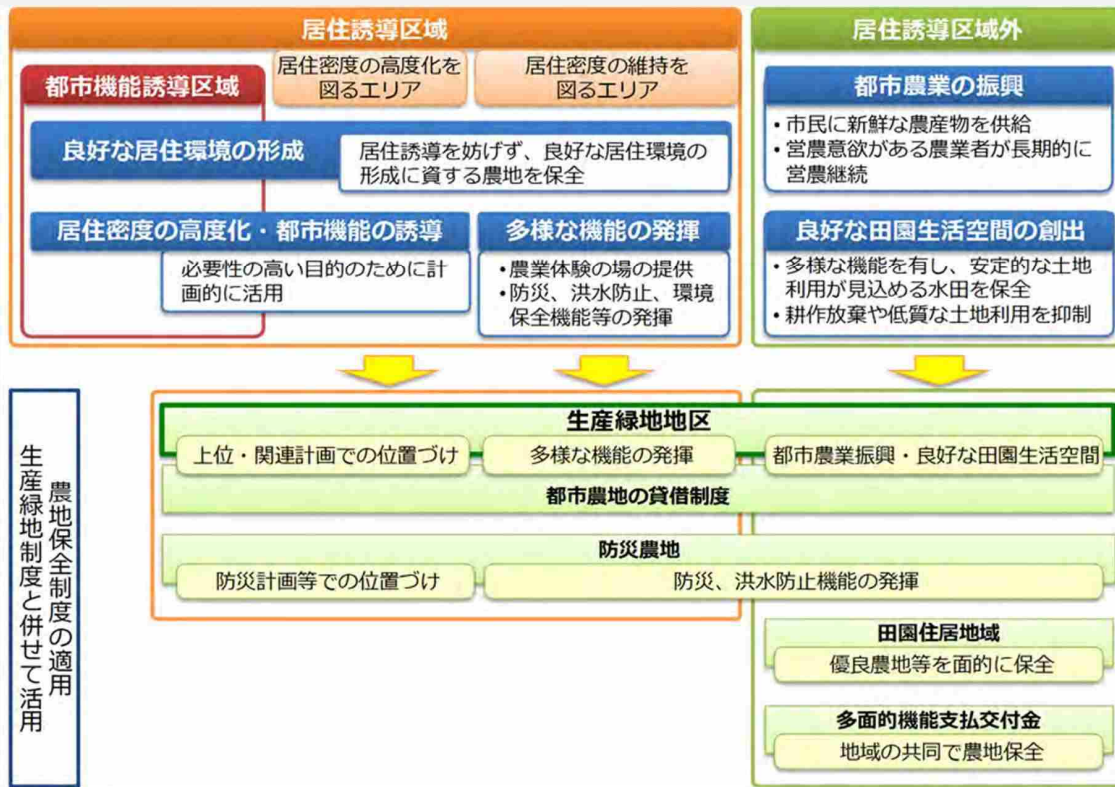 居住誘導区域
都市機能誘導区域
居住密度の高度化を
図るエリア
居住密度の維持を
図るエリア
良好な居住環境の形成
居住誘導を妨げず、良好な居住環境の
形成に資する農地を保全
居住密度の高度化・都市機能の誘導
必要性の高い目的のために計
画的に活用
多様な機能の発揮
•農業体験の場の提供
•防災、洪水防止、環境
保全機能等の発揮
居住誘導区域外
都市農業の振興
• 市民に新鮮な農産物を供給
• 営農意欲がある農業者が長期的に
営農継続
良好な田園生活空間の創出
• 多様な機能を有し、安定的な土地
利用が見込める水田を保全
• 耕作放棄や低質な土地利用を抑制
農地保全制度の適用
生産緑地制度と併せて活用
生産緑地地区
上位・関連計画での位置づけ
多様な機能の発揮
都市農業振興・良好な田園生活空間
都市農地の貸借制度
防災農地
防災計画等での位置づけ
防災、洪水防止機能の発揮
田園住居地域
優良農地等を面的に保全
多面的機能支払交付金
地域の共同で農地保全